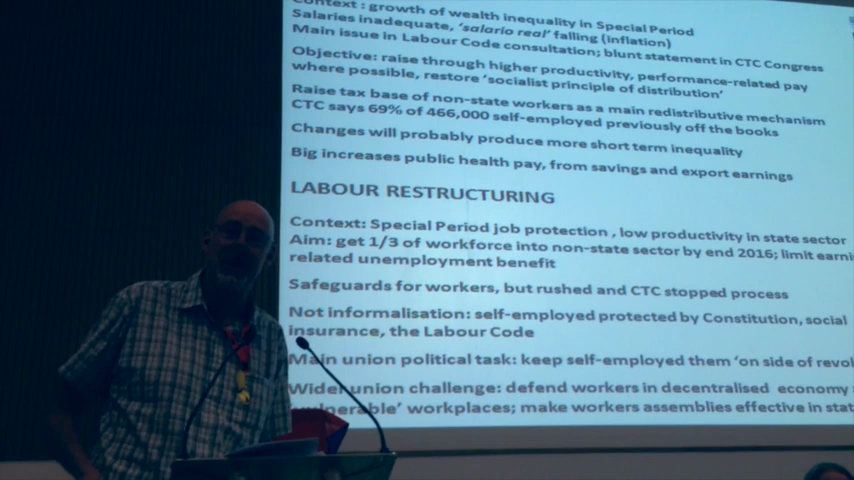 Context : growth of wealth inequality in Special Period
Salaries inadequate, 'salario real' falling (inflation)
Main issue in Labour Code consultation; blunt statement in CTC Congress
Objective: raise through higher productivity, performance-related pay
where possible, restore 'socialist principle of distribution'
Raise tax base of non-state workers as a main redistributive mechanism
CTC says 69% of 466,000 self-employed previously off the books
Changes will probably produce more short term inequality
Big increases public health pay, from savings and export earnings
LABOUR RESTRUCTURING
Context: Special Period job protection , low productivity in state sector
Aim: get 1/3 of workforce into non-state sector by end 2016; limit
related unemployment benefit
Safeguards for workers, but rushed and CTC stopped process
Not informalisation: self-employed protected by Constitution, social
insurance, the Labour Code
Main union political task: keep self-employed them 'on side of
Wider union challenge: defend workers in decentralised economy
workplaces; make workers assemblies effective in